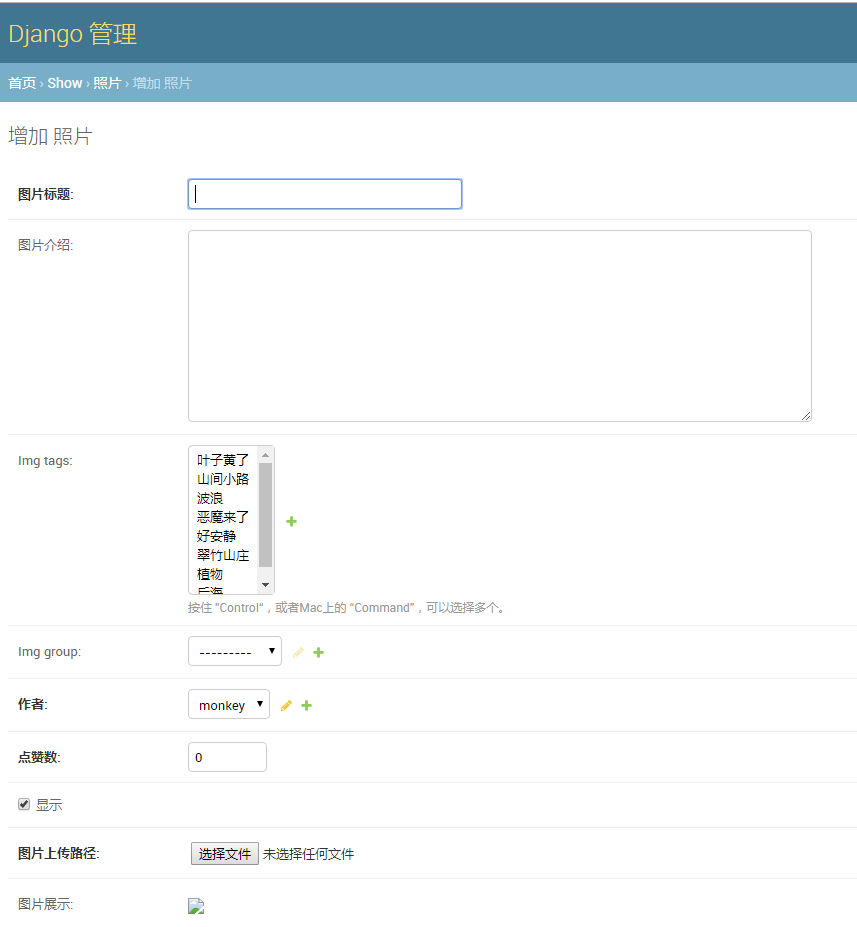 Django 管理
首页 › Show › 照片 › 增加 照片
增加 照片
图片标题:
图片介绍:
Img tags:
叶子黄了
山间小路
波浪
恶魔来了
好安静
翠竹山庄
植物
后海
按住 "Control"，或者Mac上的 "Command"，可以选择多个。
Img group:
---------
作者:
monkey
点赞数:
0
显示
图片上传路径:
选择文件 未选择任何文件
图片展示: